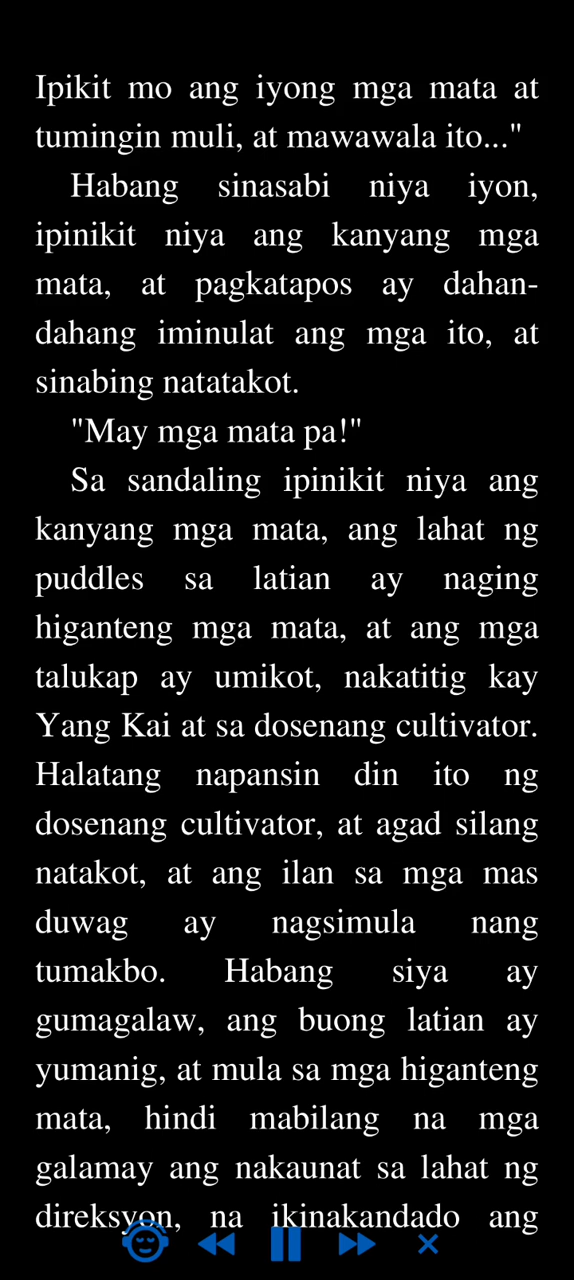 Ipikit mo ang iyong mga mata at
tumingin muli, at mawawala ito..."
Habang sinasabi niya iyon,
ipinikit niya ang kanyang mga
mata, at pagkatapos ay dahan-
dahang iminulat ang mga ito, at
sinabing natatakot.
"May mga mata pa!"
Sa sandaling ipinikit niya ang
kanyang mga mata, ang lahat ng
puddles sa latian ay naging
higanteng mga mata, at ang mga
talukap ay umikot, nakatitig kay
Yang Kai at sa dosenang cultivator.
Halatang napansin din ito ng
dosenang cultivator, at agad silang
natakot, at ang ilan sa mga mas
duwag ay nagsimula nang
tumakbo. Habang siya ay
gumagalaw, ang buong latian ay
yumanig, at mula sa mga higanteng
mata, hindi mabilang na mga
galamay ang nakaunat sa lahat ng
direksyon, na ikinakandado ang